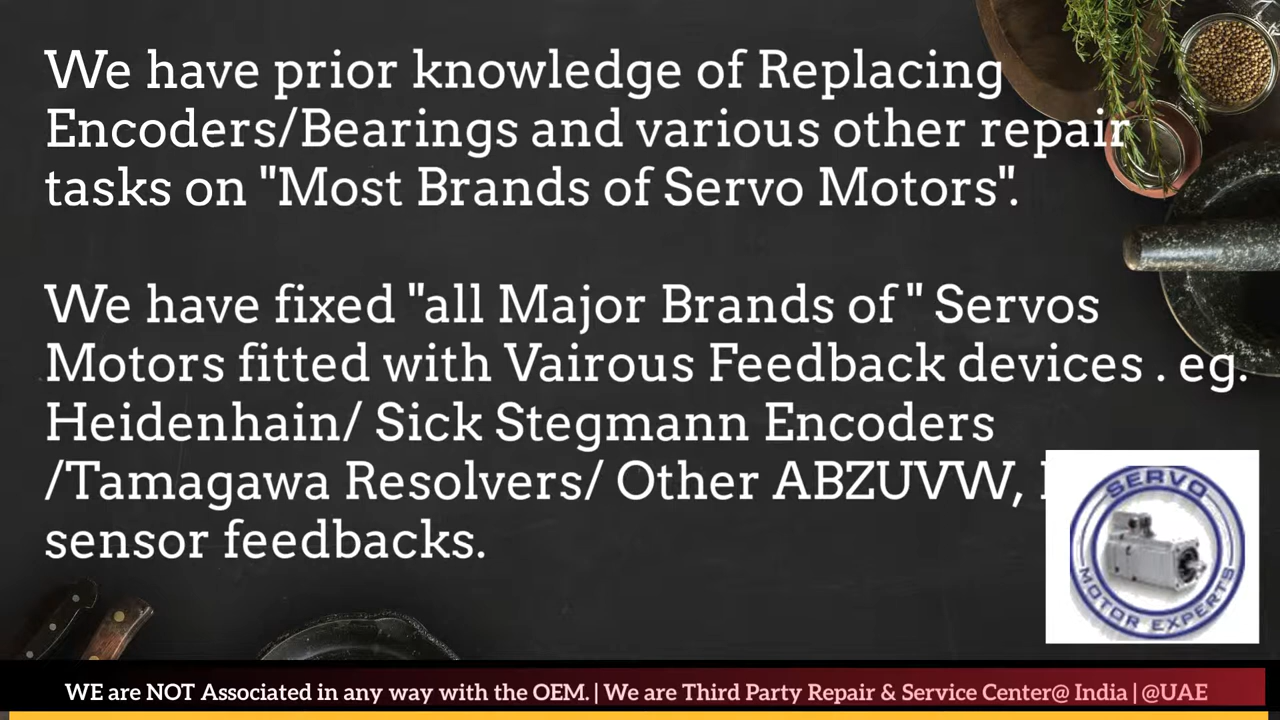 We have prior knowledge of Replacing
Encoders/Bearings and various other repair
tasks on "Most Brands of Servo Motors".
We have fixed "all Major Brands of " Servos
Motors fitted with Vairous Feedback devices . eg.
Heidenhain/ Sick Stegmann Encoders
/Tamagawa Resolvers/ Other ABZUVW,
sensor feedbacks.
SERVO
MOTOR EXPERTS
WE are NOT Associated in any way with the OEM. | We are Third Party Repair & Service Center@ India | @UAE